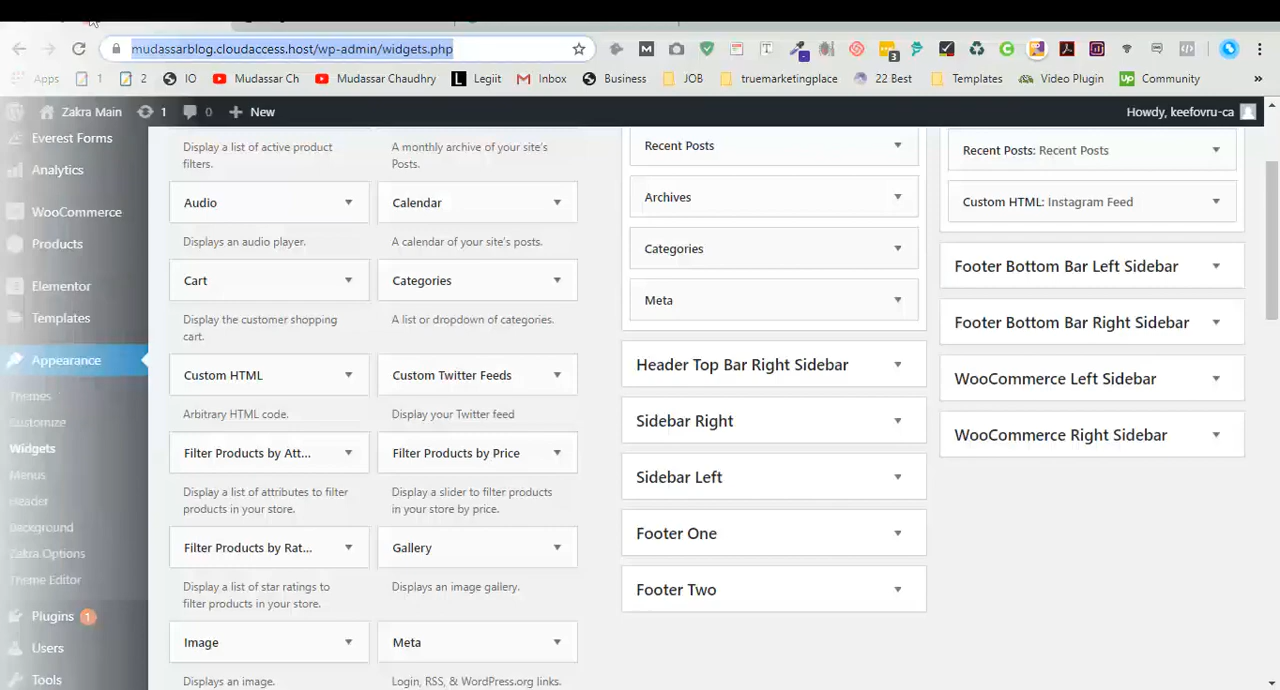 mudassarblog.cloudaccess.host/wp-admin/widgets.php
Apps 1 2 IO Mudassar Ch Mudassar Chaudhry Legiit Inbox Business JOB truemarketingplace 22 Best Templates Video Plugin Community »
Zakra Main 1 0 New Howdy, keefovru-ca
Everest Forms
Analytics
WooCommerce
Products
Elementor
Templates
Appearance
Themes
Customize
Widgets
Menus
Header
Background
Zakra Options
Theme Editor
Plugins 1
Users
Tools
Display a list of active product
filters.
Audio
Displays an audio player.
Cart
Display the customer shopping
cart.
Custom HTML
Arbitrary HTML code.
Filter Products by Att...
Display a list of attributes to filter
products in your store.
Filter Products by Rat...
Display a list of star ratings to
filter products in your store.
Image
Displays an image.
A monthly archive of your site's
Posts.
Calendar
A calendar of your site's posts.
Categories
A list or dropdown of categories.
Custom Twitter Feeds
Display your Twitter feed
Filter Products by Price
Display a slider to filter products
in your store by price.
Gallery
Displays an image gallery.
Meta
Login, RSS, & WordPress.org links.
Recent Posts
Archives
Categories
Meta
Header Top Bar Right Sidebar
Sidebar Right
Sidebar Left
Footer One
Footer Two
Recent Posts: Recent Posts
Custom HTML: Instagram Feed
Footer Bottom Bar Left Sidebar
Footer Bottom Bar Right Sidebar
WooCommerce Left Sidebar
WooCommerce Right Sidebar